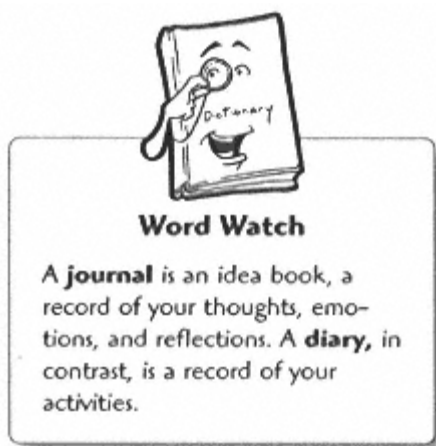 Dictionary
Word Watch
A journal is an idea book, a
record of your thoughts, emo-
tions, and reflections. A diary, in
contrast, is a record of your
activities.